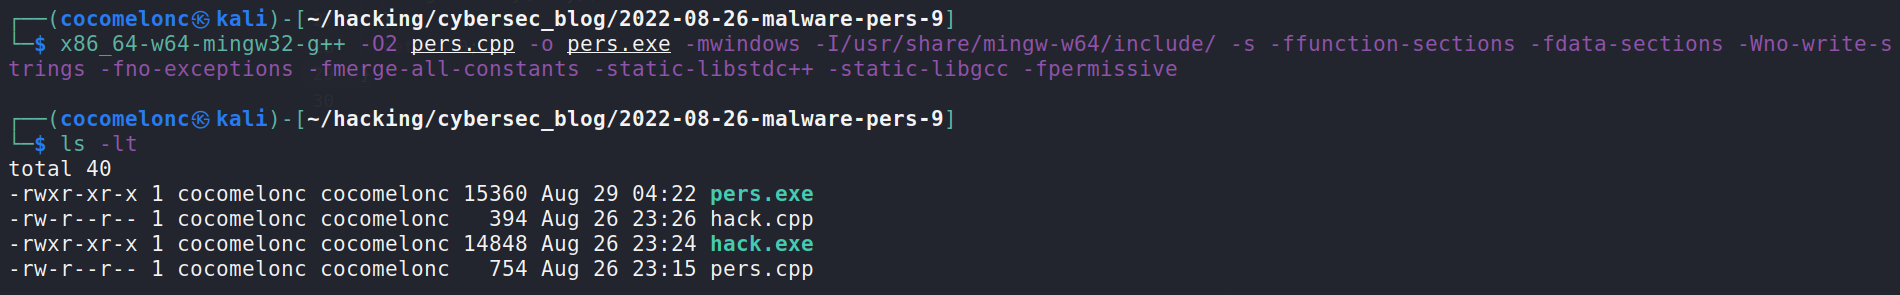 ┌──(cocomelonc㉿kali)-[~/hacking/cybersec_blog/2022-08-26-malware-pers-9]
└─$ x86_64-w64-mingw32-g++ -O2 pers.cpp -o pers.exe -mwindows -I/usr/share/mingw-w64/include/ -s -ffunction-sections -fdata-sections -Wno-write-s
trings -fno-exceptions -fmerge-all-constants -static-libstdc++ -static-libgcc -fpermissive
┌──(cocomelonc㉿kali)-[~/hacking/cybersec_blog/2022-08-26-malware-pers-9]
└─$ ls -lt
total 40
-rwxr-xr-x 1 cocomelonc cocomelonc 15360 Aug 29 04:22 pers.exe
-rw-r--r-- 1 cocomelonc cocomelonc   394 Aug 26 23:26 hack.cpp
-rwxr-xr-x 1 cocomelonc cocomelonc 14848 Aug 26 23:24 hack.exe
-rw-r--r-- 1 cocomelonc cocomelonc   754 Aug 26 23:15 pers.cpp